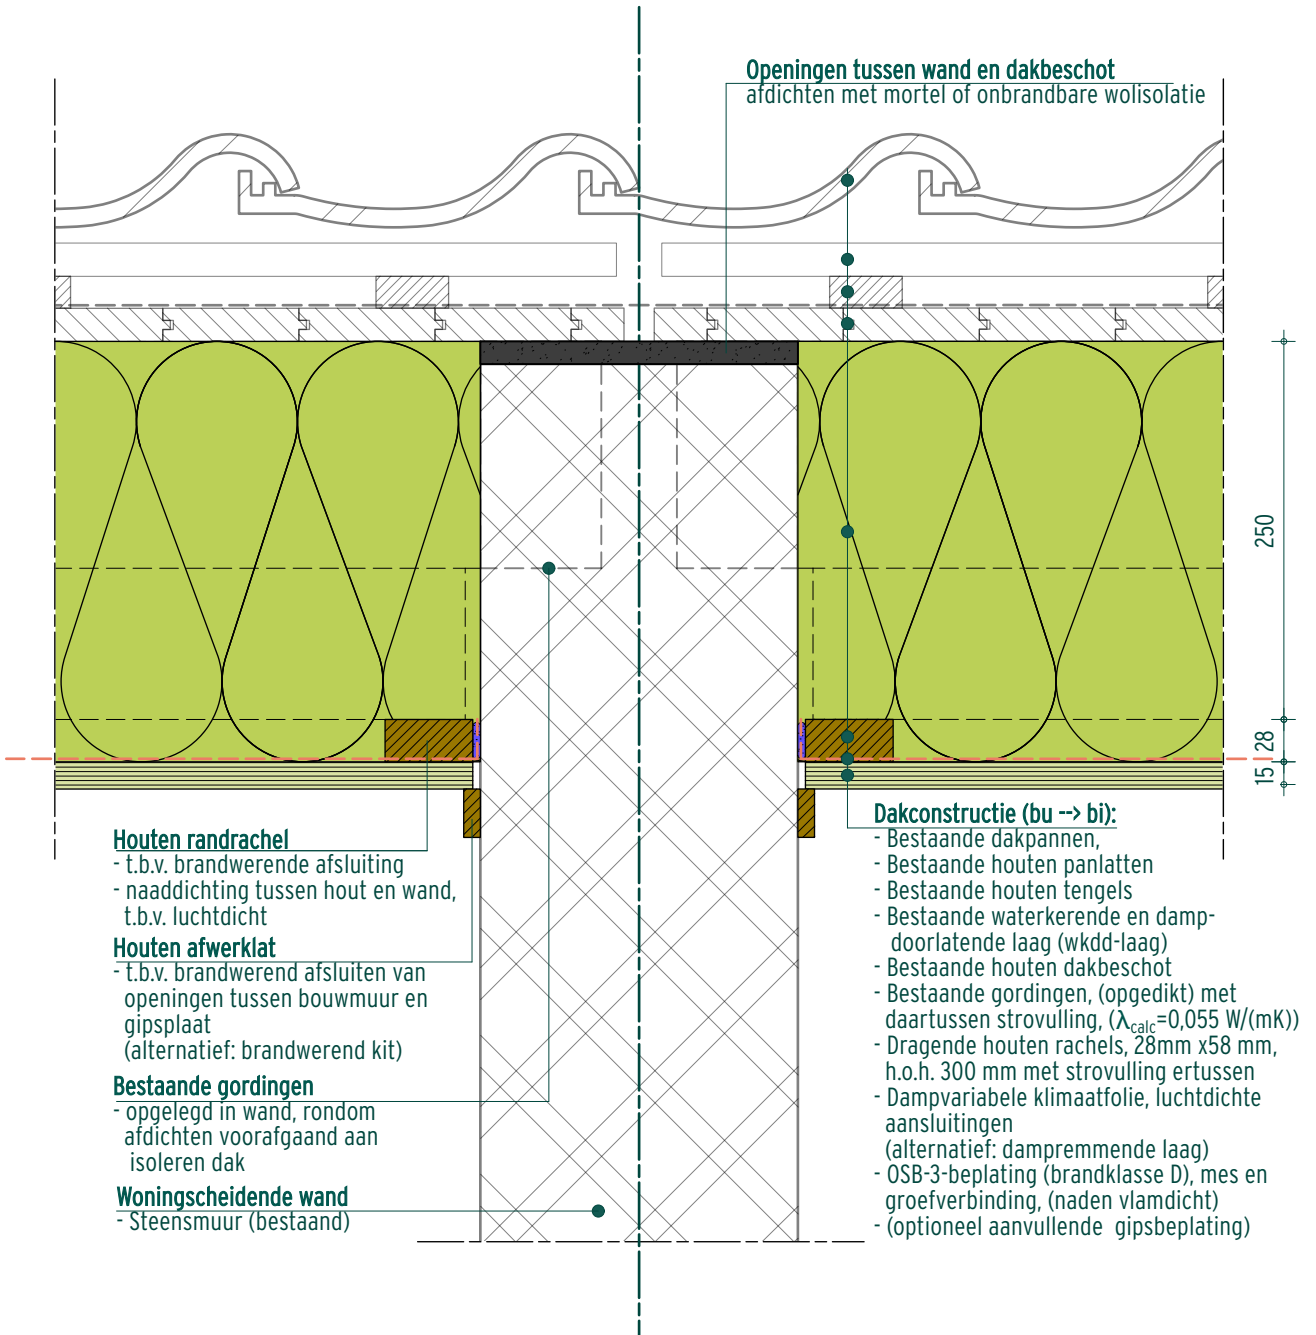 Openingen tussen wand en dakbeschot
afdichten met mortel of onbrandbare wolisolatie
250
28
15
Houten randrachel
- t.b.v. brandwerende afsluiting
- naaddichting tussen hout en wand,
t.b.v. luchtdicht
Houten afwerklat
- t.b.v. brandwerend afsluiten van
openingen tussen bouwmuur en
gipsplaat
(alternatief: brandwerend kit)
Bestaande gordingen
- opgelegd in wand, rondom
afdichten voorafgaand aan
isoleren dak
Woningscheidende wand
- Steensmuur (bestaand)
Dakconstructie (bu --> bi):
- Bestaande dakpannen,
- Bestaande houten panlatten
- Bestaande houten tengels
- Bestaande waterkerende en damp-
doorlatende laag (wkdd-laag)
- Bestaande houten dakbeschot
- Bestaande gordingen, (opgedikt) met
daartussen strovulling, (λcalc=0,055 W/(mK))
- Dragende houten rachels, 28mm x58 mm,
h.o.h. 300 mm met strovulling ertussen
- Dampvariabele klimaatfolie, luchtdichte
aansluitingen
(alternatief: dampremmende laag)
- OSB-3-beplating (brandklasse D), mes en
groefverbinding, (naden vlamdicht)
- (optioneel aanvullende gipsbeplating)